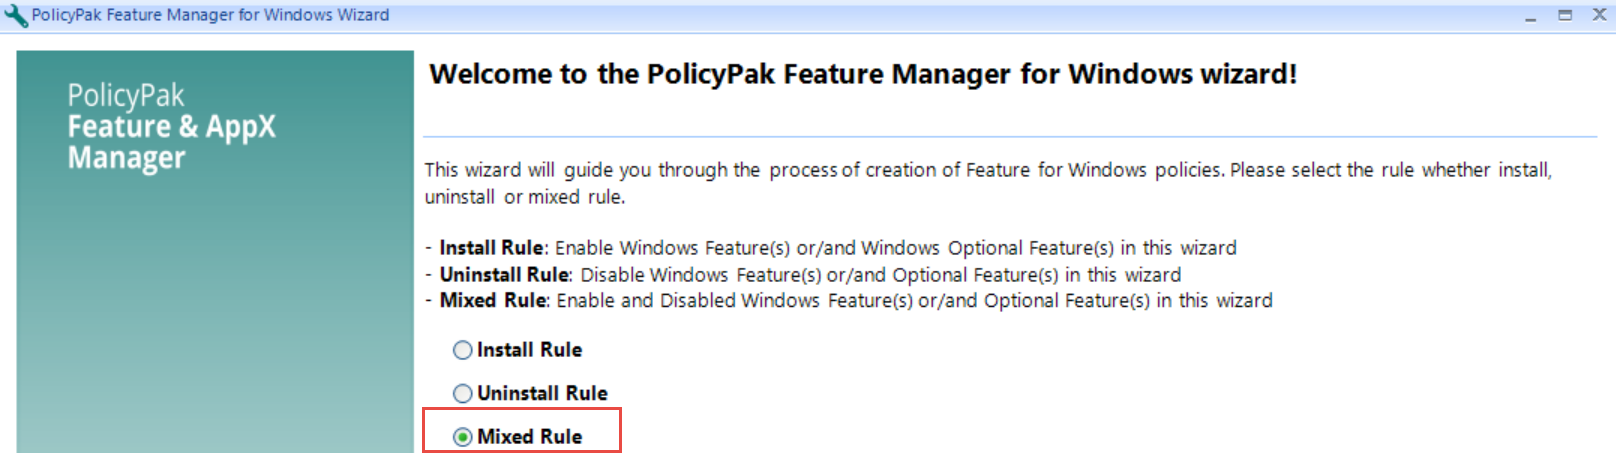 PolicyPak Feature Manager for Windows Wizard
PolicyPak
Feature & AppX
Manager
Welcome to the PolicyPak Feature Manager for Windows wizard!
This wizard will guide you through the process of creation of Feature for Windows policies. Please select the rule whether install,
uninstall or mixed rule.
- Install Rule: Enable Windows Feature(s) or/and Windows Optional Feature(s) in this wizard
- Uninstall Rule: Disable Windows Feature(s) or/and Optional Feature(s) in this wizard
- Mixed Rule: Enable and Disabled Windows Feature(s) or/and Optional Feature(s) in this wizard
Install Rule
Uninstall Rule
Mixed Rule